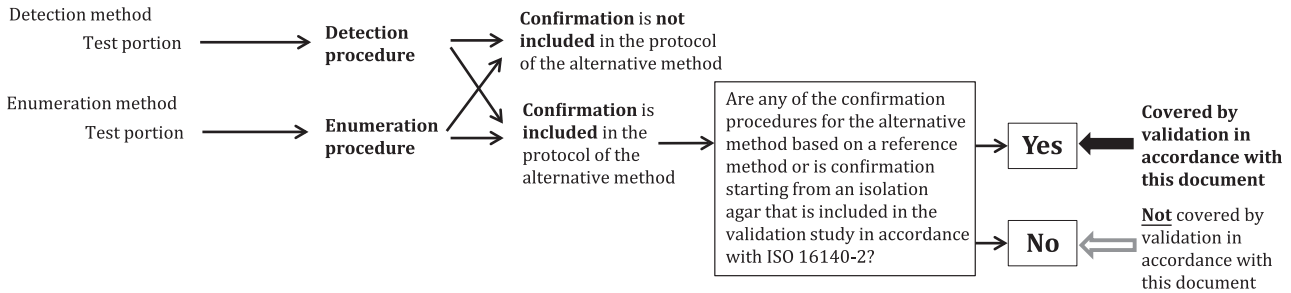 Detection method
Test portion
Detection
procedure
Confirmation is not
included in the protocol
of the alternative method
Enumeration method
Test portion
Enumeration
procedure
Confirmation is
included in the
protocol of the
alternative method
Are any of the confirmation
procedures for the alternative
method based on a reference
method or is confirmation
starting from an isolation
agar that is included in the
validation study in accordance
with ISO 16140-2?
Yes
Covered by
validation in
accordance with
this document
No
Not covered by
validation in
accordance with
this document